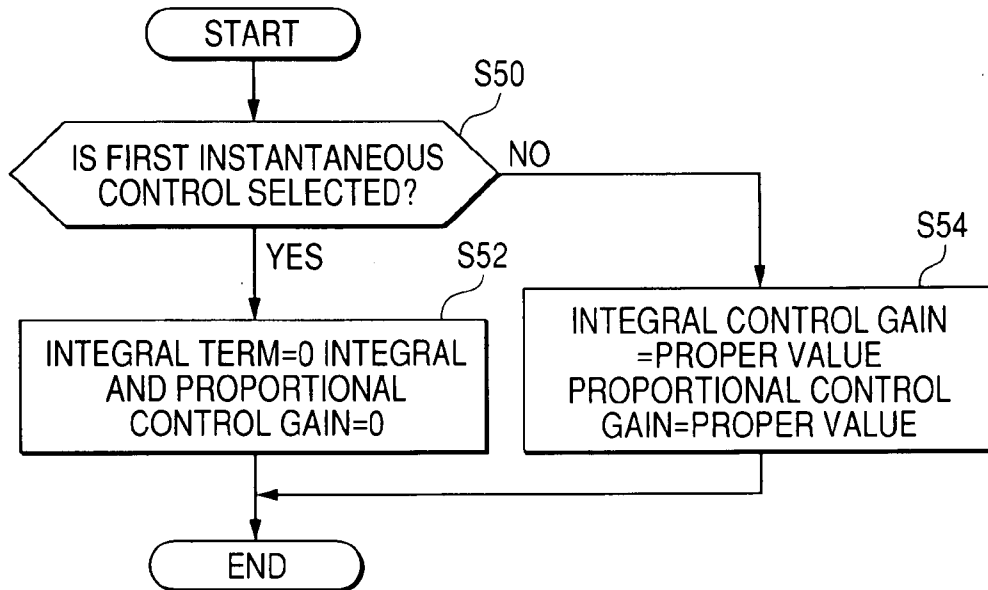 START
S50
IS FIRST INSTANTANEOUS
CONTROL SELECTED?
NO
YES
S52
INTEGRAL TERM=0 INTEGRAL
AND PROPORTIONAL
CONTROL GAIN=0
S54
INTEGRAL CONTROL GAIN
=PROPER VALUE
PROPORTIONAL CONTROL
GAIN=PROPER VALUE
END